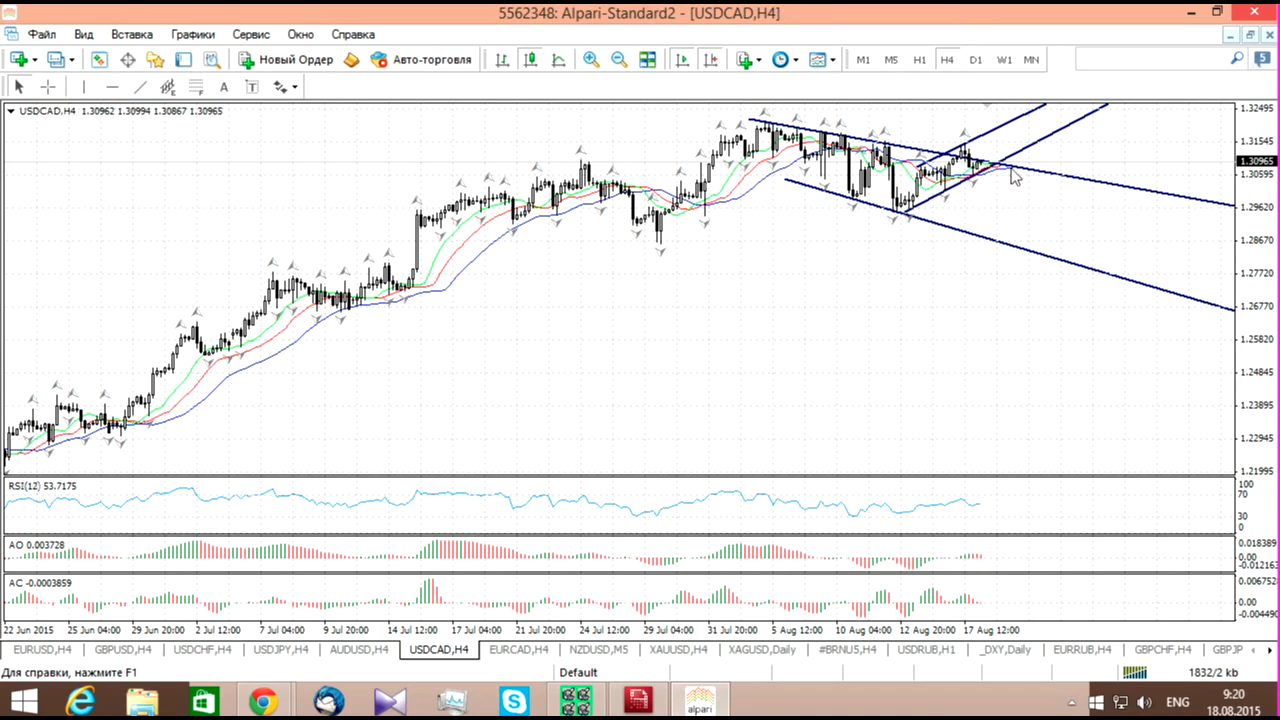 5562348: Alpari-Standard2 - [USDCAD,H4]
Файл Вид Вставка Графики Сервис Окно Справка
Новый Ордер Авто-торговля M1 M5 M15 M30 H1 H4 D1 W1 MN 5
A T
USDCAD,H4 1.30962 1.30994 1.30867 1.30965
1.32495
1.31545
1.30965
1.30595
1.29620
1.28670
1.27720
1.26770
1.25820
1.24845
1.23895
1.22945
1.21995
RSI(12) 53.7175
100
70
30
0
AO 0.003728
0.018389
0.00
-0.012163
AC -0.0003859
0.006752
0.00
-0.004490
22 Jun 2015 25 Jun 04:00 29 Jun 20:00 2 Jul 12:00 7 Jul 04:00 9 Jul 20:00 14 Jul 12:00 17 Jul 04:00 21 Jul 20:00 24 Jul 12:00 29 Jul 04:00 31 Jul 20:00 5 Aug 12:00 10 Aug 04:00 12 Aug 20:00 17 Aug 12:00
EURUSD,H4 GBPUSD,H4 USDCHF,H4 USDJPY,H4 AUDUSD,H4 USDCAD,H4 EURCAD,H4 NZDUSD,M5 XAUUSD,H4 XAGUSD,Daily #BRNU5,H4 USDRUB,H1 _DXY,Daily EURRUB,H4 GBPCHF,H4 GBPJP
Для справки, нажмите F1 Default 1832/2 kb
alpari ENG 9:20
18.08.2015